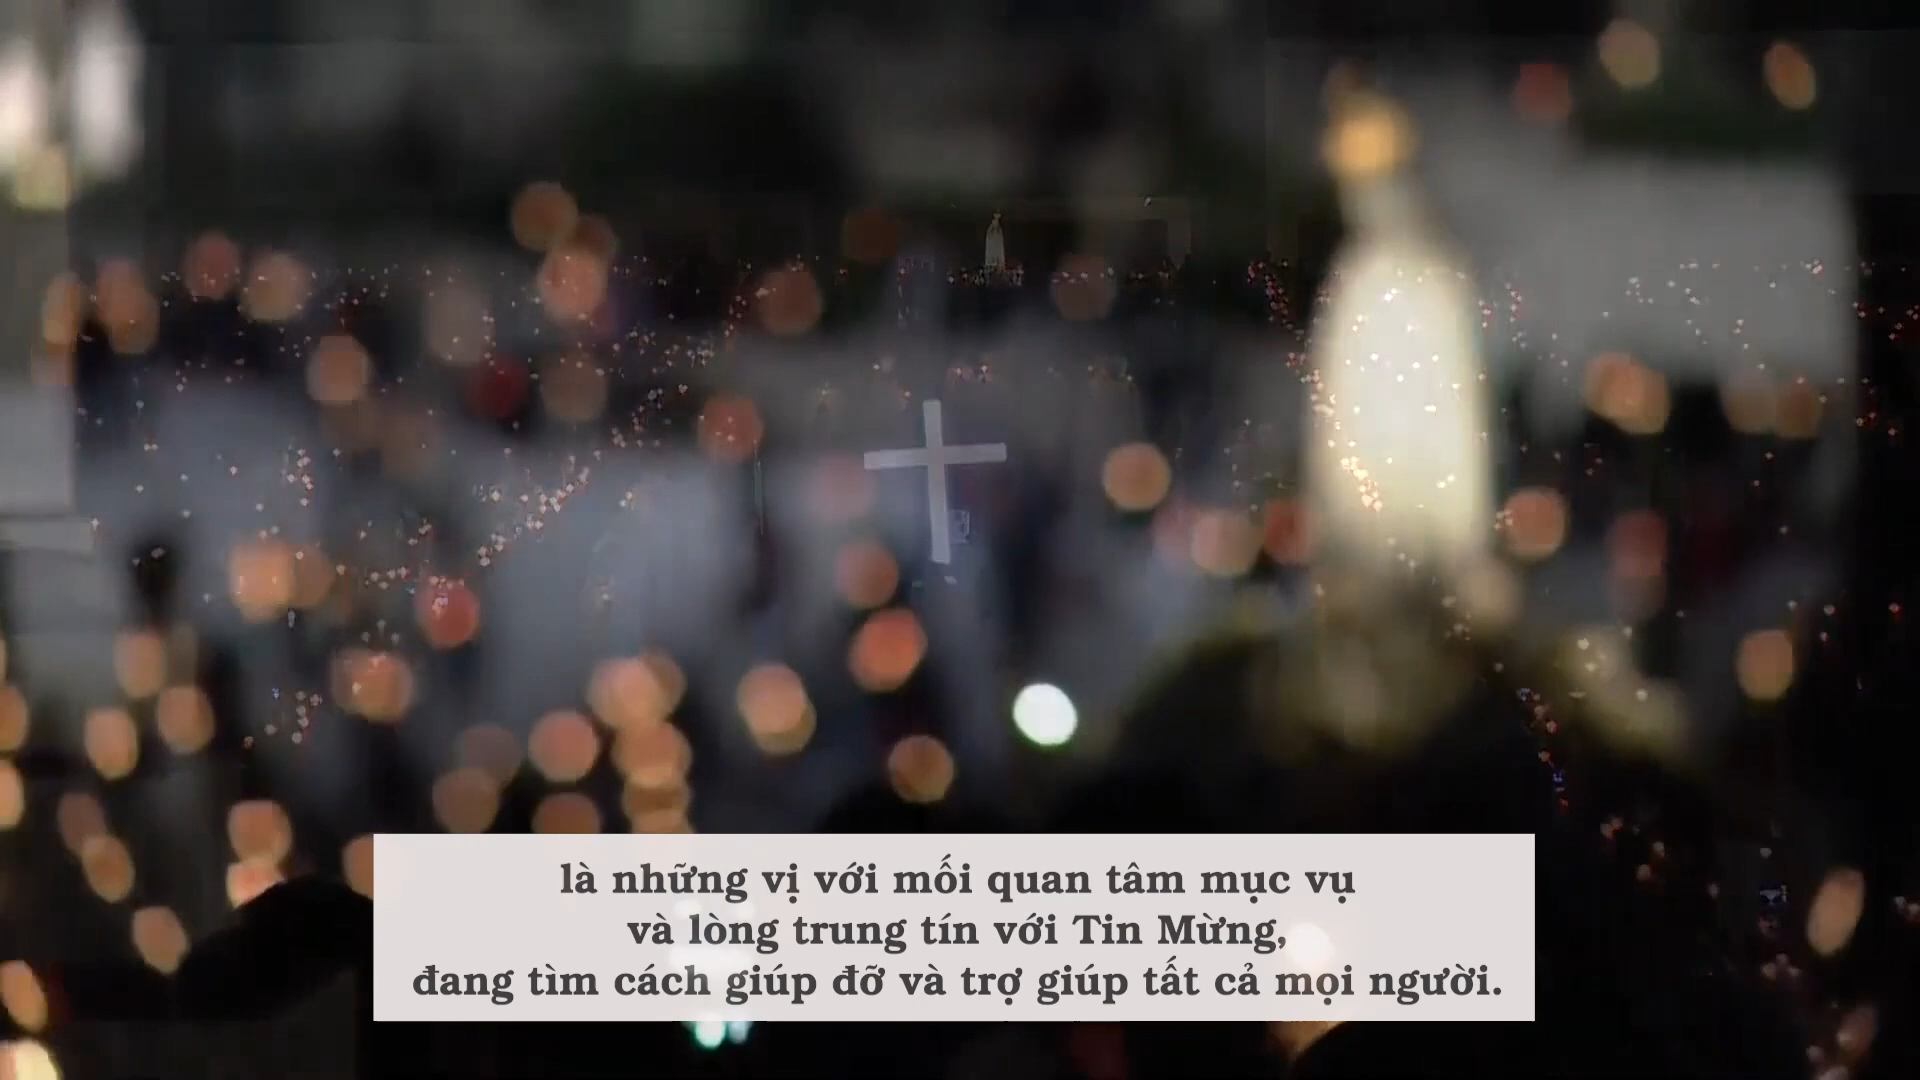 là những vị với mối quan tâm mục vụ
và lòng trung tín với Tin Mừng,
đang tìm cách giúp đỡ và trợ giúp tất cả mọi người.